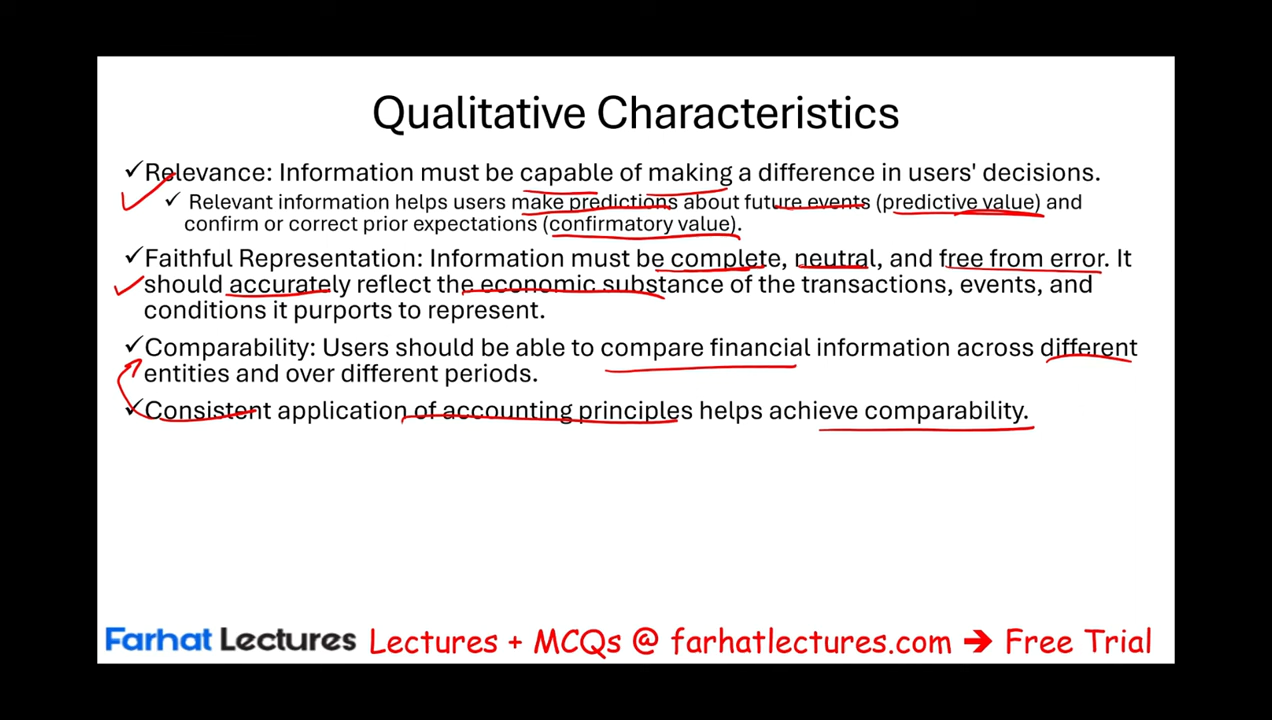 Qualitative Characteristics
✓Relevance: Information must be capable of making a difference in users' decisions.
✓ Relevant information helps users make predictions about future events (predictive value) and
confirm or correct prior expectations (confirmatory value).
✓Faithful Representation: Information must be complete, neutral, and free from error. It
should accurately reflect the economic substance of the transactions, events, and
conditions it purports to represent.
✓Comparability: Users should be able to compare financial information across different
entities and over different periods.
✓Consistent application of accounting principles helps achieve comparability.
Farhat Lectures Lectures + MCQs @ farhatlectures.com → Free Trial